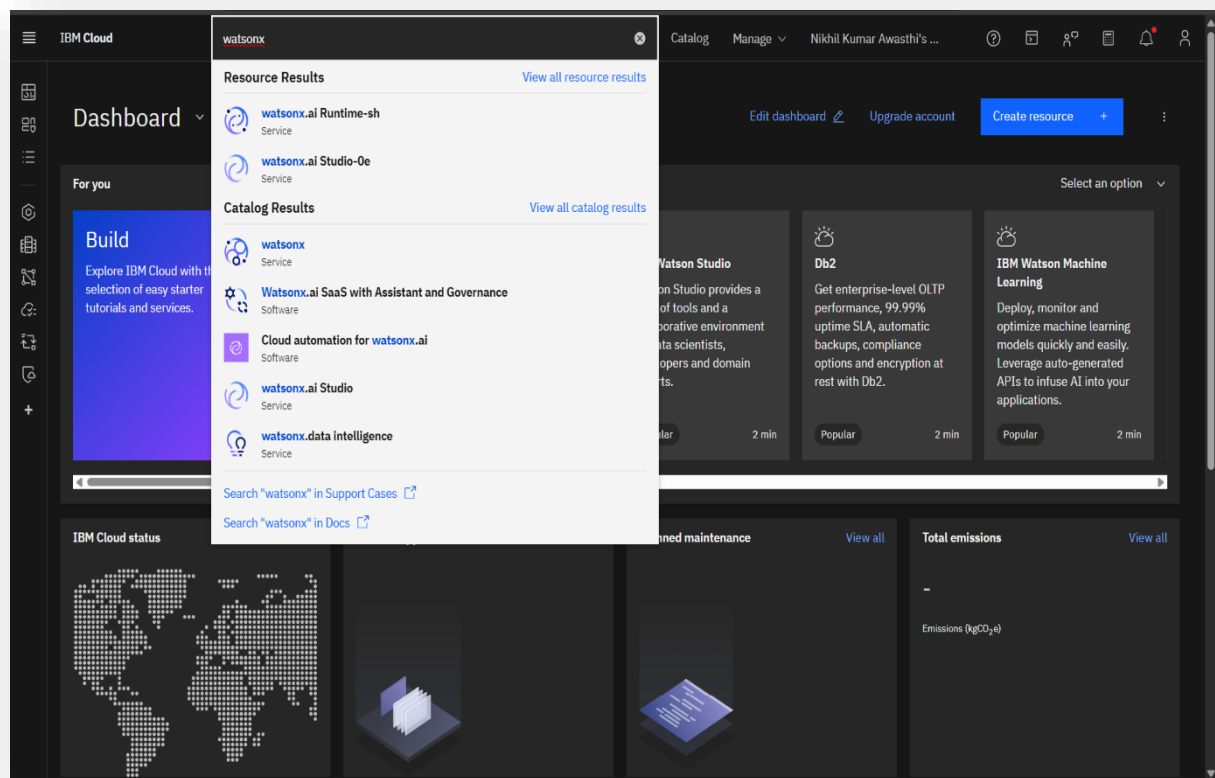 IBM Cloud
watsonx
Catalog
Manage
Nikhil Kumar Awasthi's ...
Resource Results
View all resource results
watsonx.ai Runtime-sh
Service
watsonx.ai Studio-0e
Service
Catalog Results
View all catalog results
watsonx
Service
Watsonx.ai SaaS with Assistant and Governance
Software
Cloud automation for watsonx.ai
Software
watsonx.ai Studio
Service
watsonx.data intelligence
Service
Search "watsonx" in Support Cases
Search "watsonx" in Docs
Dashboard
Edit dashboard
Upgrade account
Create resource +
For you
Select an option
Build
Explore IBM Cloud with
selection of easy starter
tutorials and services.
Watson Studio
on Studio provides a
of tools and a
borative environment
ata scientists,
opers and domain
rts.
ular
2 min
Db2
Get enterprise-level OLTP
performance, 99.99%
uptime SLA, automatic
backups, compliance
options and encryption at
rest with Db2.
Popular
2 min
IBM Watson Machine
Learning
Deploy, monitor and
optimize machine learning
models quickly and easily.
Leverage auto-generated
APIs to infuse AI into your
applications.
Popular
2 min
IBM Cloud status
nned maintenance
View all
Total emissions
View all
-
Emissions (kgCO₂e)